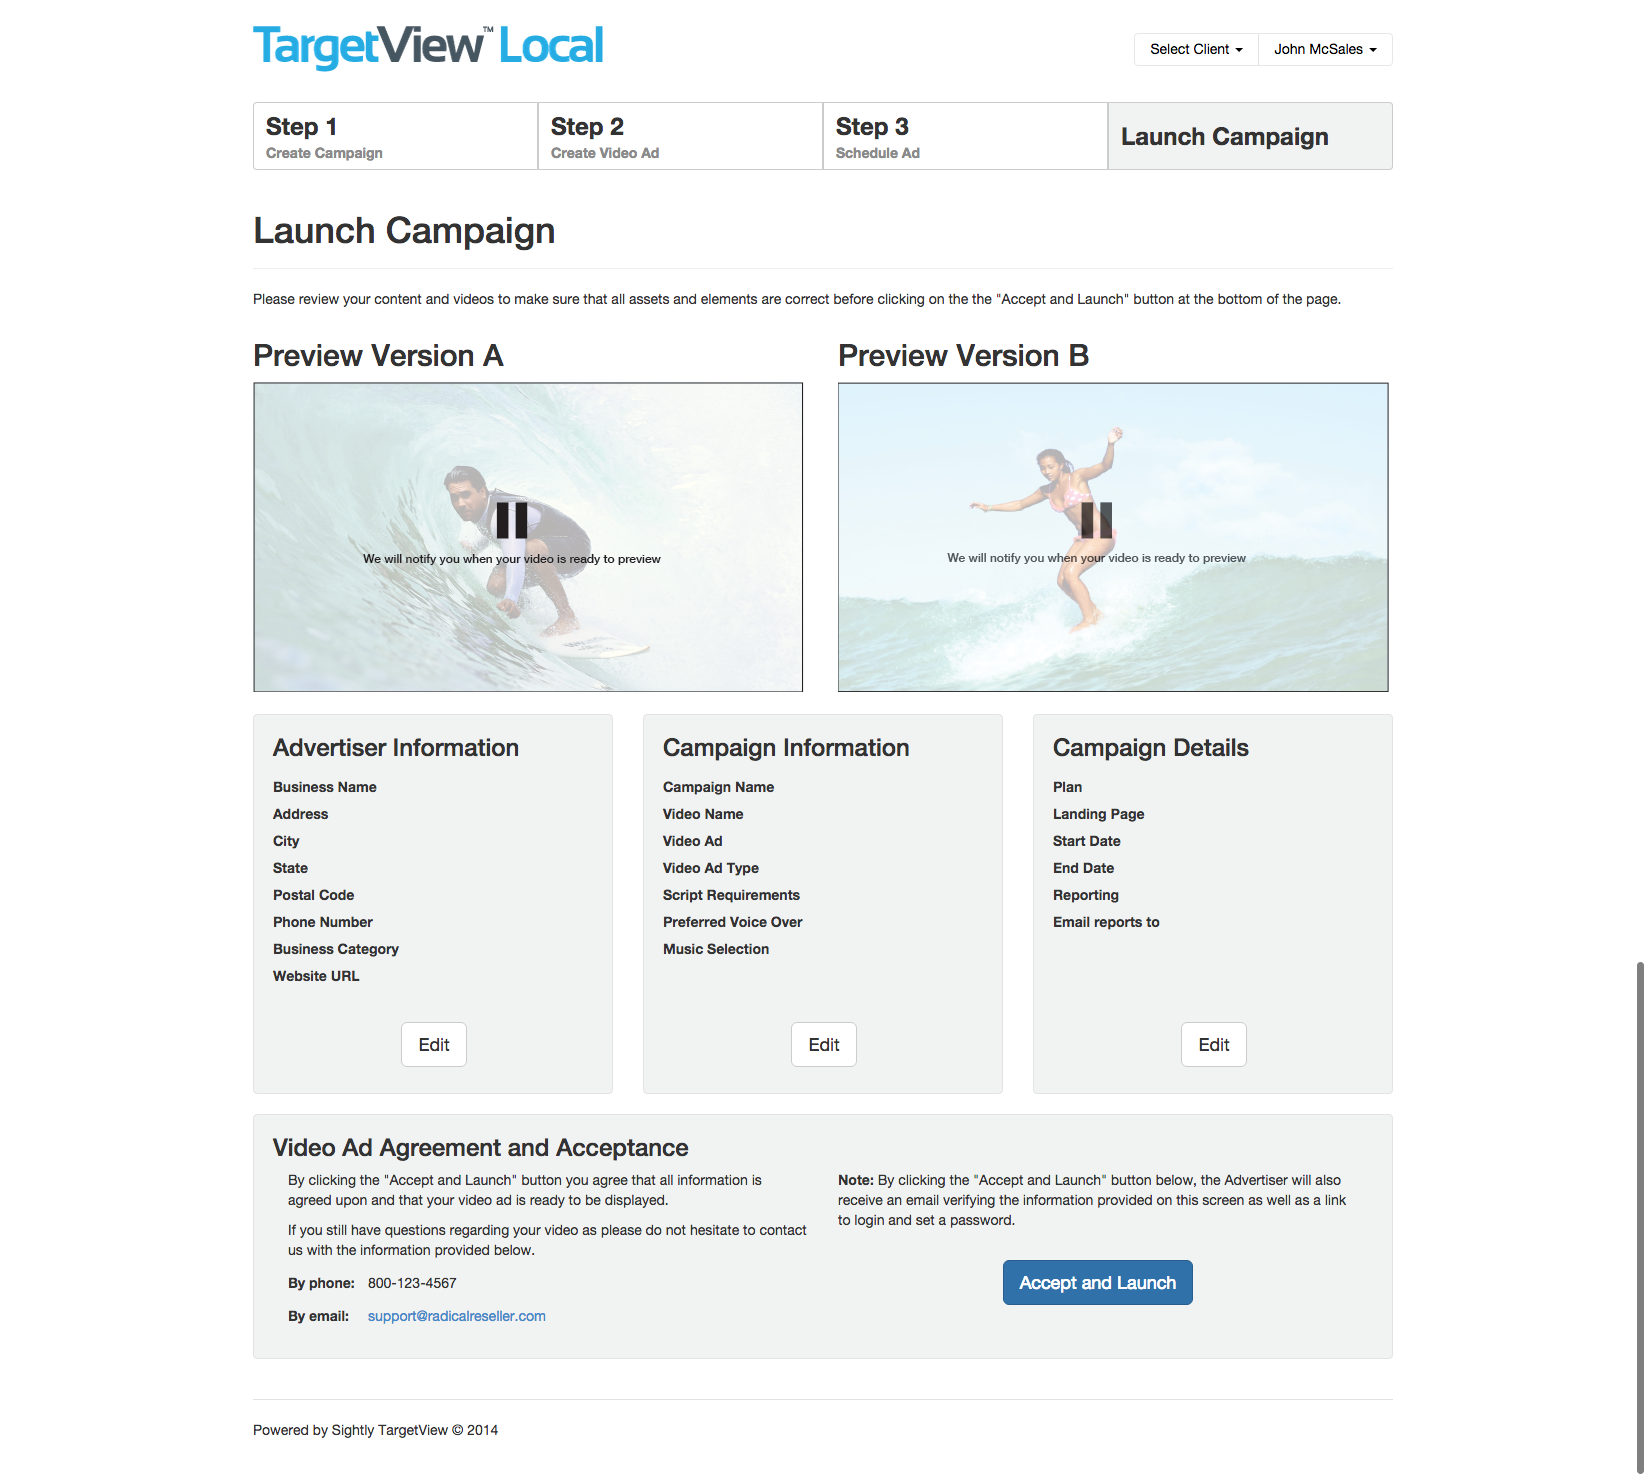 TargetView™ Local
Select Client
John McSales
Step 1
Create Campaign
Step 2
Create Video Ad
Step 3
Schedule Ad
Launch Campaign
Launch Campaign
Please review your content and videos to make sure that all assets and elements are correct before clicking on the the "Accept and Launch" button at the bottom of the page.
Preview Version A
We will notify you when your video is ready to preview
Preview Version B
We will notify you when your video is ready to preview
Advertiser Information
Business Name
Address
City
State
Postal Code
Phone Number
Business Category
Website URL
Edit
Campaign Information
Campaign Name
Video Name
Video Ad
Video Ad Type
Script Requirements
Preferred Voice Over
Music Selection
Edit
Campaign Details
Plan
Landing Page
Start Date
End Date
Reporting
Email reports to
Edit
Video Ad Agreement and Acceptance
By clicking the "Accept and Launch" button you agree that all information is
agreed upon and that your video ad is ready to be displayed.
If you still have questions regarding your video as please do not hesitate to contact
us with the information provided below.
By phone: 800-123-4567
By email: support@radicalreseller.com
Note: By clicking the "Accept and Launch" button below, the Advertiser will also
receive an email verifying the information provided on this screen as well as a link
to login and set a password.
Accept and Launch
Powered by Sightly TargetView © 2014